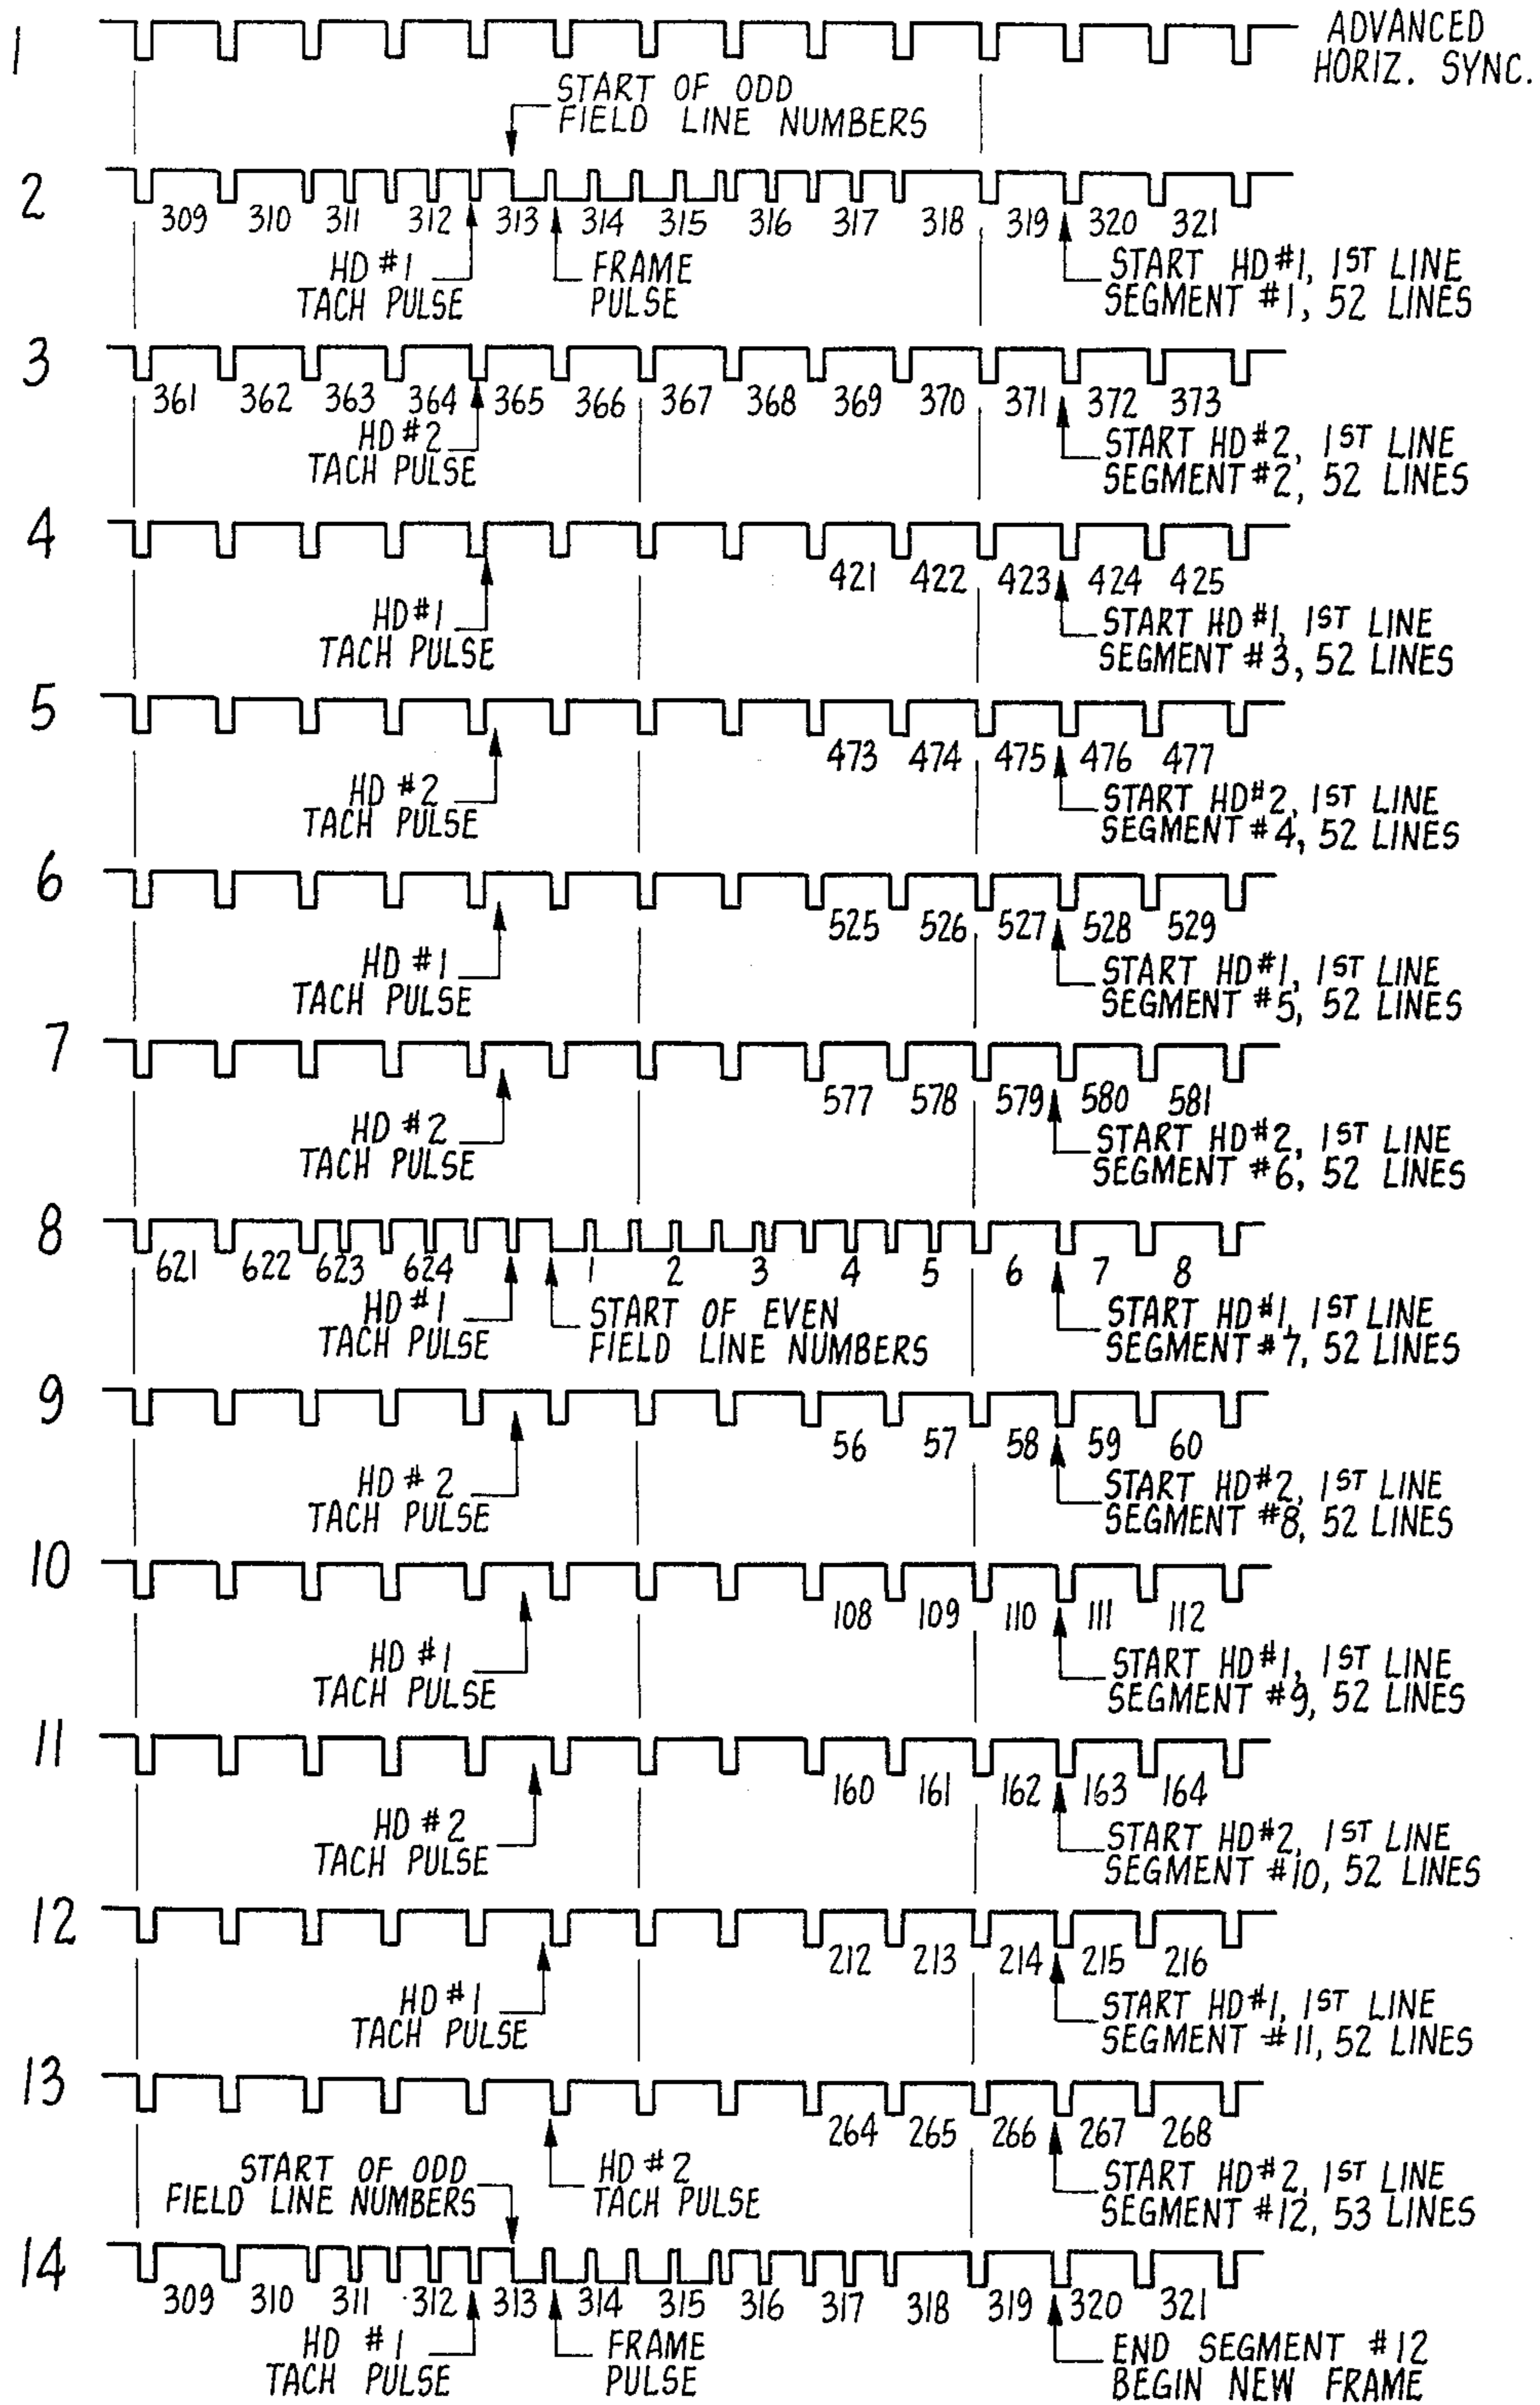 1
ADVANCED
HORIZ. SYNC.
START OF ODD
FIELD LINE NUMBERS
2
309 310 311 312 313 314 315 316 317 318 319 320 321
HD #1
TACH PULSE
FRAME
PULSE
START HD#1, 1ST LINE
SEGMENT #1, 52 LINES
3
361 362 363 364 365 366 367 368 369 370 371 372 373
HD #2
TACH PULSE
START HD#2, 1ST LINE
SEGMENT #2, 52 LINES
4
421 422 423 424 425
HD #1
TACH PULSE
START HD#1, 1ST LINE
SEGMENT #3, 52 LINES
5
473 474 475 476 477
HD #2
TACH PULSE
START HD#2, 1ST LINE
SEGMENT #4, 52 LINES
6
525 526 527 528 529
HD #1
TACH PULSE
START HD#1, 1ST LINE
SEGMENT #5, 52 LINES
7
577 578 579 580 581
HD #2
TACH PULSE
START HD#2, 1ST LINE
SEGMENT #6, 52 LINES
8
621 622 623 624 1 2 3 4 5 6 7 8
HD #1
TACH PULSE
START OF EVEN
FIELD LINE NUMBERS
START HD#1, 1ST LINE
SEGMENT #7, 52 LINES
9
56 57 58 59 60
HD #2
TACH PULSE
START HD#2, 1ST LINE
SEGMENT #8, 52 LINES
10
108 109 110 111 112
HD #1
TACH PULSE
START HD#1, 1ST LINE
SEGMENT #9, 52 LINES
11
160 161 162 163 164
HD #2
TACH PULSE
START HD#2, 1ST LINE
SEGMENT #10, 52 LINES
12
212 213 214 215 216
HD #1
TACH PULSE
START HD#1, 1ST LINE
SEGMENT #11, 52 LINES
13
264 265 266 267 268
START OF ODD
FIELD LINE NUMBERS
HD #2
TACH PULSE
START HD#2, 1ST LINE
SEGMENT #12, 53 LINES
14
309 310 311 312 313 314 315 316 317 318 319 320 321
HD #1
TACH PULSE
FRAME
PULSE
END SEGMENT #12
BEGIN NEW FRAME